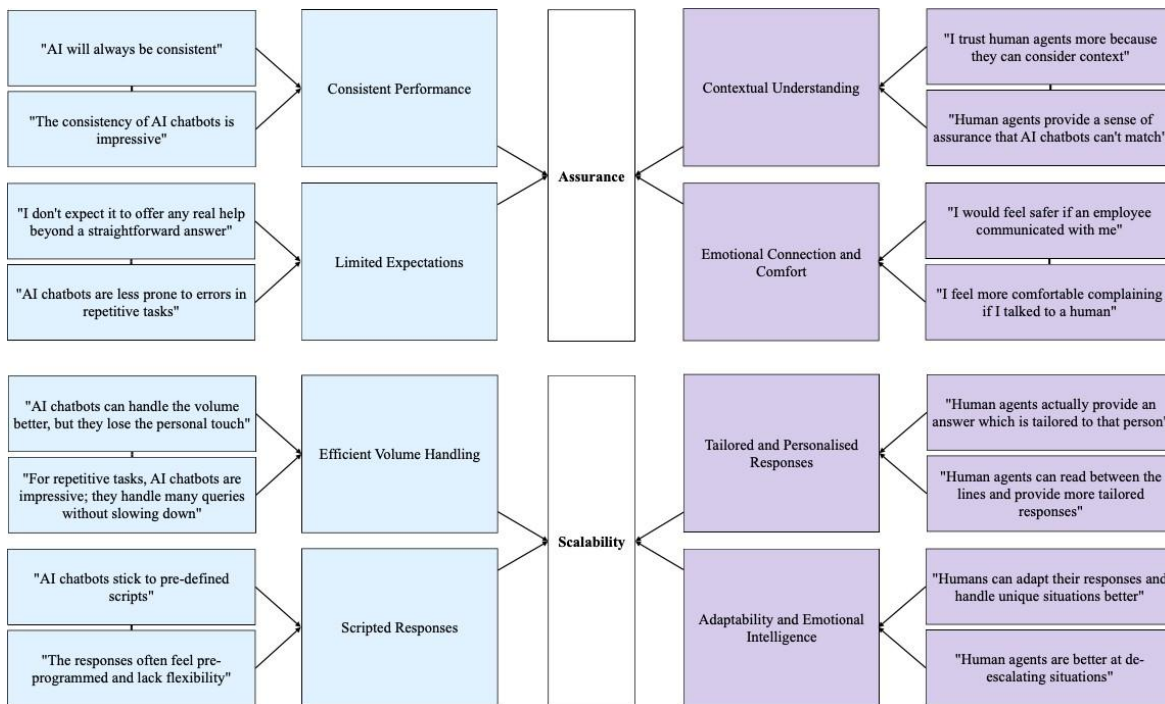 "AI will always be consistent"
"The consistency of AI chatbots is
impressive"
Consistent Performance
"I don't expect it to offer any real help
beyond a straightforward answer"
"AI chatbots are less prone to errors in
repetitive tasks"
Limited Expectations
Assurance
Contextual Understanding
"I trust human agents more because
they can consider context"
"Human agents provide a sense of
assurance that AI chatbots can't match"
Emotional Connection and
Comfort
"I would feel safer if an employee
communicated with me"
"I feel more comfortable complaining
if I talked to a human"
"AI chatbots can handle the volume
better, but they lose the personal touch"
"For repetitive tasks, AI chatbots are
impressive; they handle many queries
without slowing down"
Efficient Volume Handling
"AI chatbots stick to pre-defined
scripts"
"The responses often feel pre-
programmed and lack flexibility"
Scripted Responses
Scalability
Tailored and Personalised
Responses
"Human agents actually provide an
answer which is tailored to that person"
"Human agents can read between the
lines and provide more tailored
responses"
Adaptability and Emotional
Intelligence
"Humans can adapt their responses and
handle unique situations better"
"Human agents are better at de-
escalating situations"